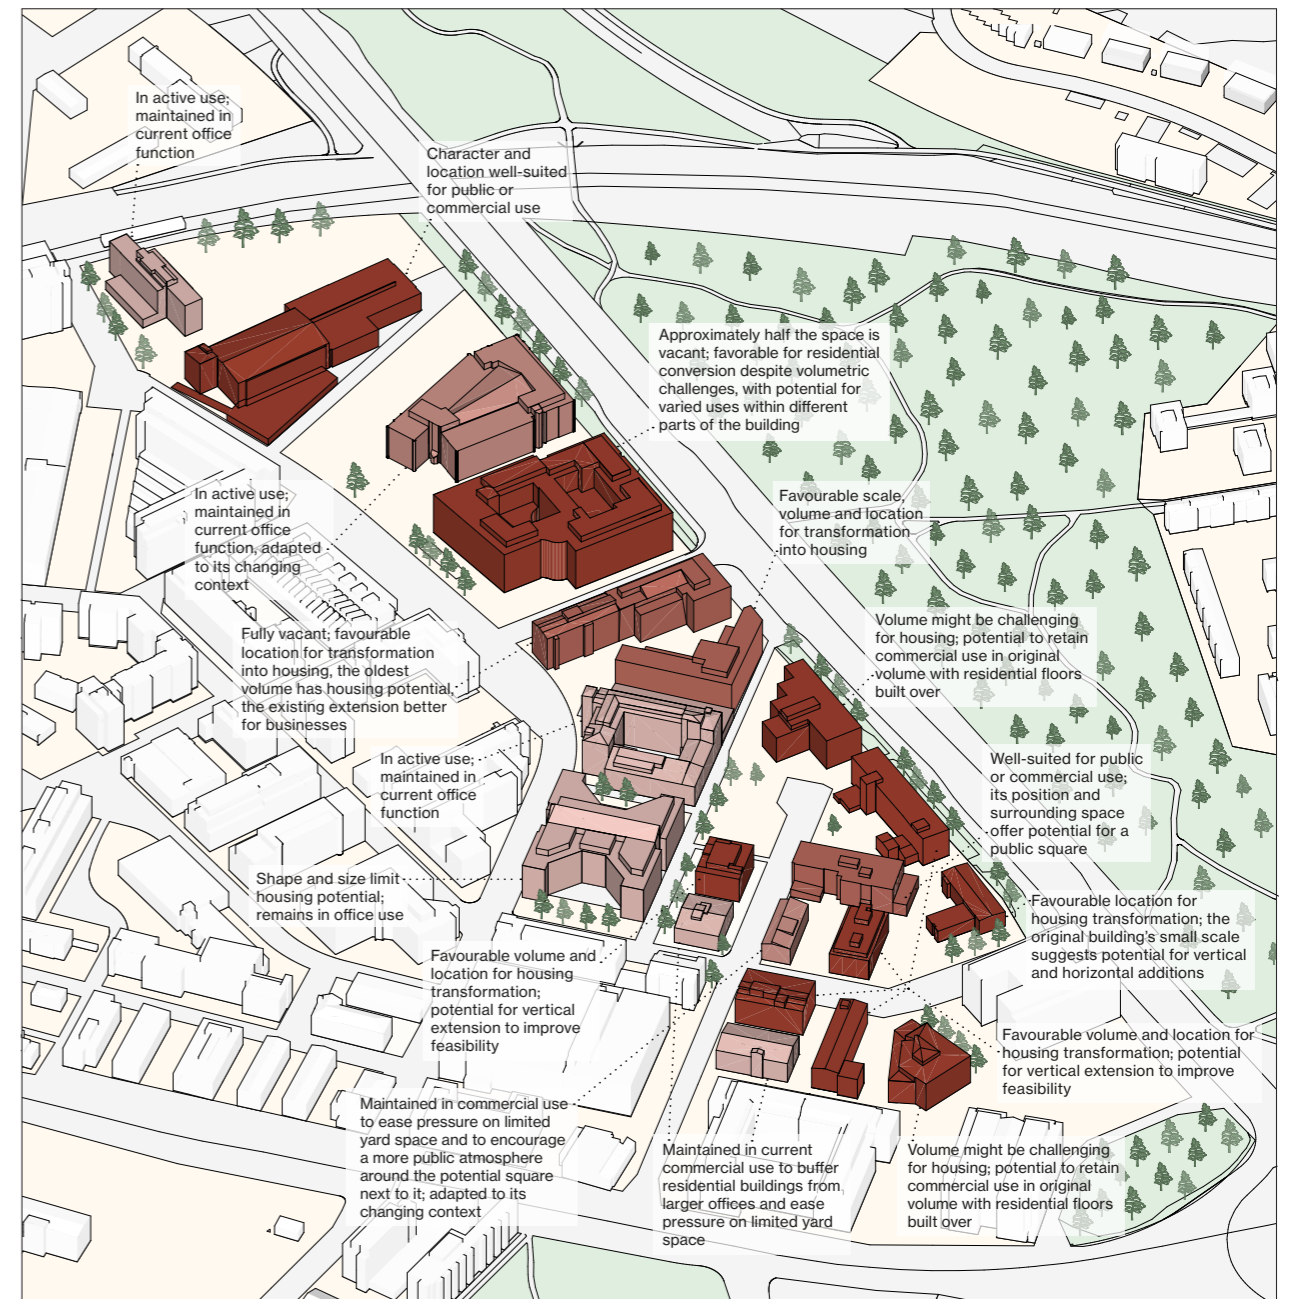 In active use;
maintained in
current office
function
Character and
location well-suited
for public or
commercial use
Approximately half the space is
vacant; favorable for residential
conversion despite volumetric
challenges, with potential for
varied uses within different
parts of the building
In active use;
maintained in
current office
function, adapted
to its changing
context
Favourable scale,
volume and location
for transformation
into housing
Fully vacant; favourable
location for transformation
into housing, the oldest
volume has housing potential,
the existing extension better
for businesses
Volume might be challenging
for housing; potential to retain
commercial use in original
volume with residential floors
built over
In active use;
maintained in
current office
function
Well-suited for public
or commercial use;
its position and
surrounding space
offer potential for a
public square
Shape and size limit
housing potential;
remains in office use
Favourable location for
housing transformation; the
original building's small scale
suggests potential for vertical
and horizontal additions
Favourable volume and
location for housing
transformation;
potential for vertical
extension to improve
feasibility
Favourable volume and location for
housing transformation; potential
for vertical extension to improve
feasibility
Maintained in commercial use
to ease pressure on limited
yard space and to encourage
a more public atmosphere
around the potential square
next to it; adapted to its
changing context
Maintained in current
commercial use to buffer
residential buildings from
larger offices and ease
pressure on limited yard
space
Volume might be challenging
for housing; potential to retain
commercial use in original
volume with residential floors
built over